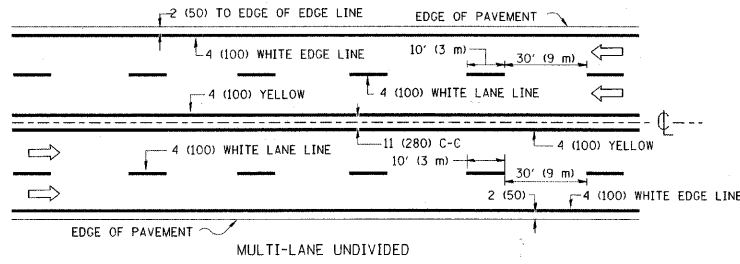 2 (50) TO EDGE OF EDGE LINE
EDGE OF PAVEMENT
4 (100) WHITE EDGE LINE
10' (3 m)
30' (9 m)
4 (100) YELLOW
4 (100) WHITE LANE LINE
℄
4 (100) WHITE LANE LINE
11 (280) C-C
4 (100) YELLOW
10' (3 m)
30' (9 m)
2 (50)
4 (100) WHITE EDGE LINE
EDGE OF PAVEMENT
MULTI-LANE UNDIVIDED